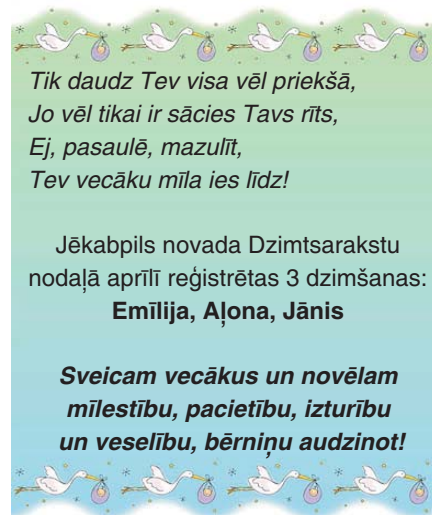 Tik daudz Tev visa vēl priekšā,
Jo vēl tikai ir sācies Tavs rīts,
Ej, pasaulē, mazulīt,
Tev vecāku mīla ies līdz!
Jēkabpils novada Dzimtsarakstu
nodaļā aprīlī reģistrētas 3 dzimšanas:
Emīlija, Aļona, Jānis
Sveicam vecākus un novēlam
mīlestību, pacietību, izturību
un veselību, bērniņu audzinot!